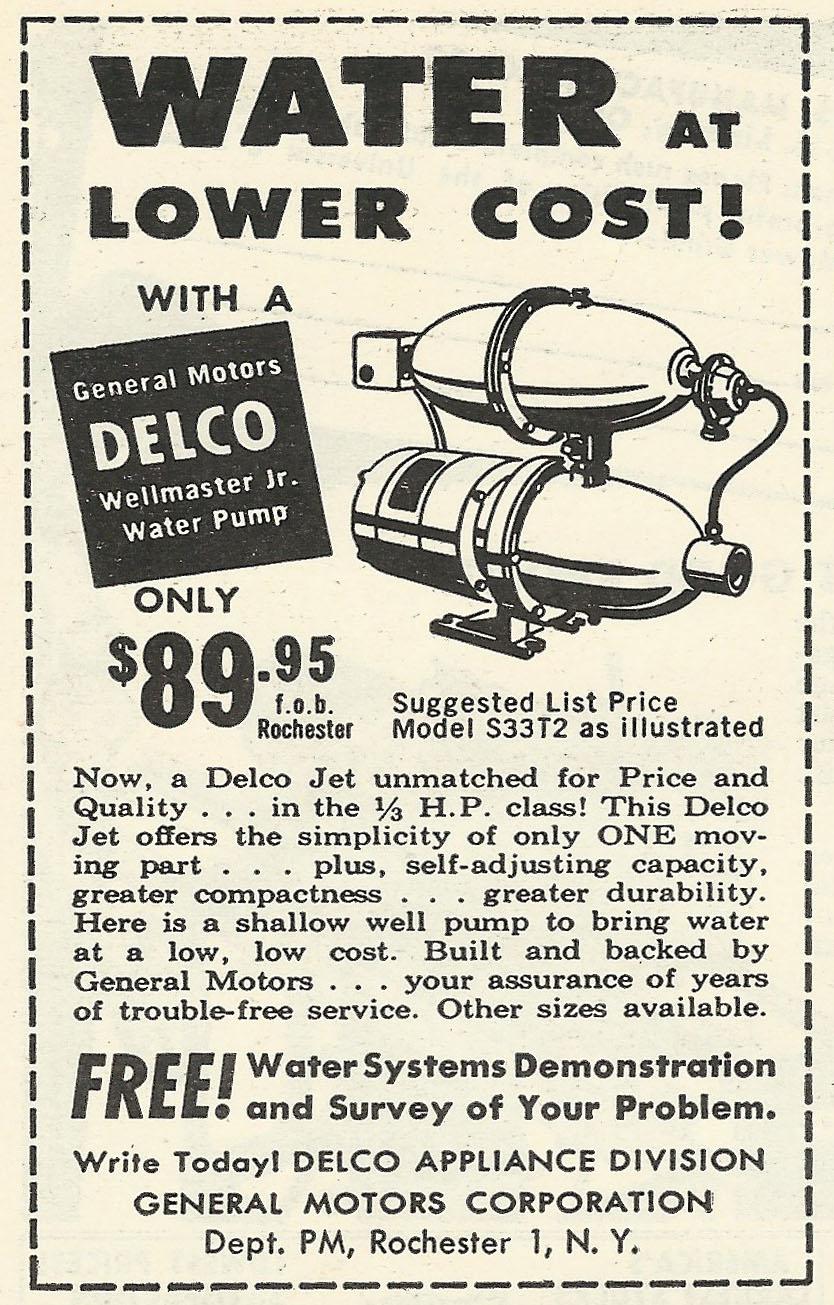 WATER AT
LOWER COST!
WITH A
General Motors
DELCO
Wellmaster Jr.
Water Pump
ONLY
$89.95
f.o.b.
Rochester
Suggested List Price
Model S33T2 as illustrated
Now, a Delco Jet unmatched for Price and
Quality . . . in the ⅓ H.P. class! This Delco
Jet offers the simplicity of only ONE mov-
ing part . . . plus, self-adjusting capacity,
greater compactness . . . greater durability.
Here is a shallow well pump to bring water
at a low, low cost. Built and backed by
General Motors . . . your assurance of years
of trouble-free service. Other sizes available.
FREE! Water Systems Demonstration
and Survey of Your Problem.
Write Today! DELCO APPLIANCE DIVISION
GENERAL MOTORS CORPORATION
Dept. PM, Rochester 1, N. Y.